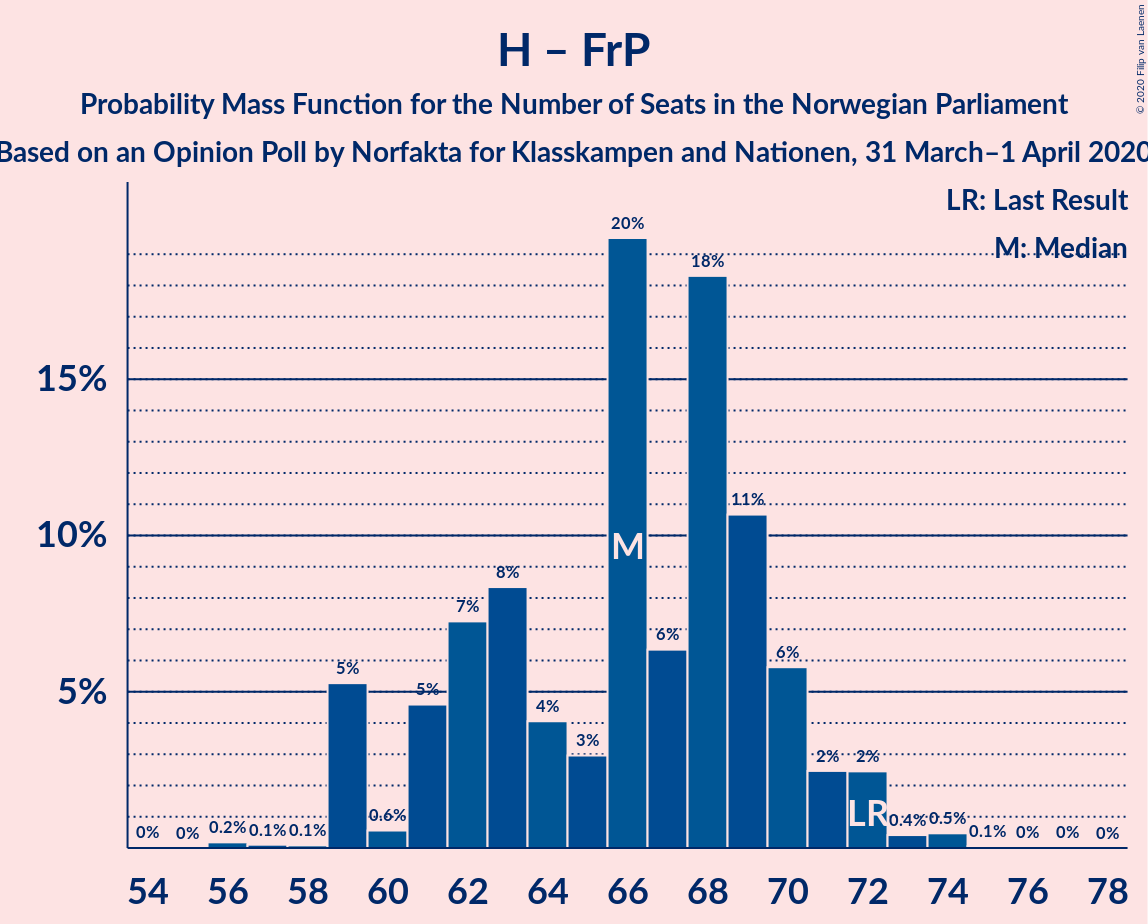 H – FrP
Probability Mass Function for the Number of Seats in the Norwegian Parliament
Based on an Opinion Poll by Norfakta for Klasskampen and Nationen, 31 March–1 April 2020
© 2020 Filip van Laenen
LR: Last Result
M: Median
15%
10%
5%
0% 0% 0.2% 0.1% 0.1% 5% 0.6% 5% 7% 8% 4% 3% 20% 6% 18% 11% 6% 2% 2% 0.4% 0.5% 0.1% 0% 0% 0%
M
LR
54 56 58 60 62 64 66 68 70 72 74 76 78